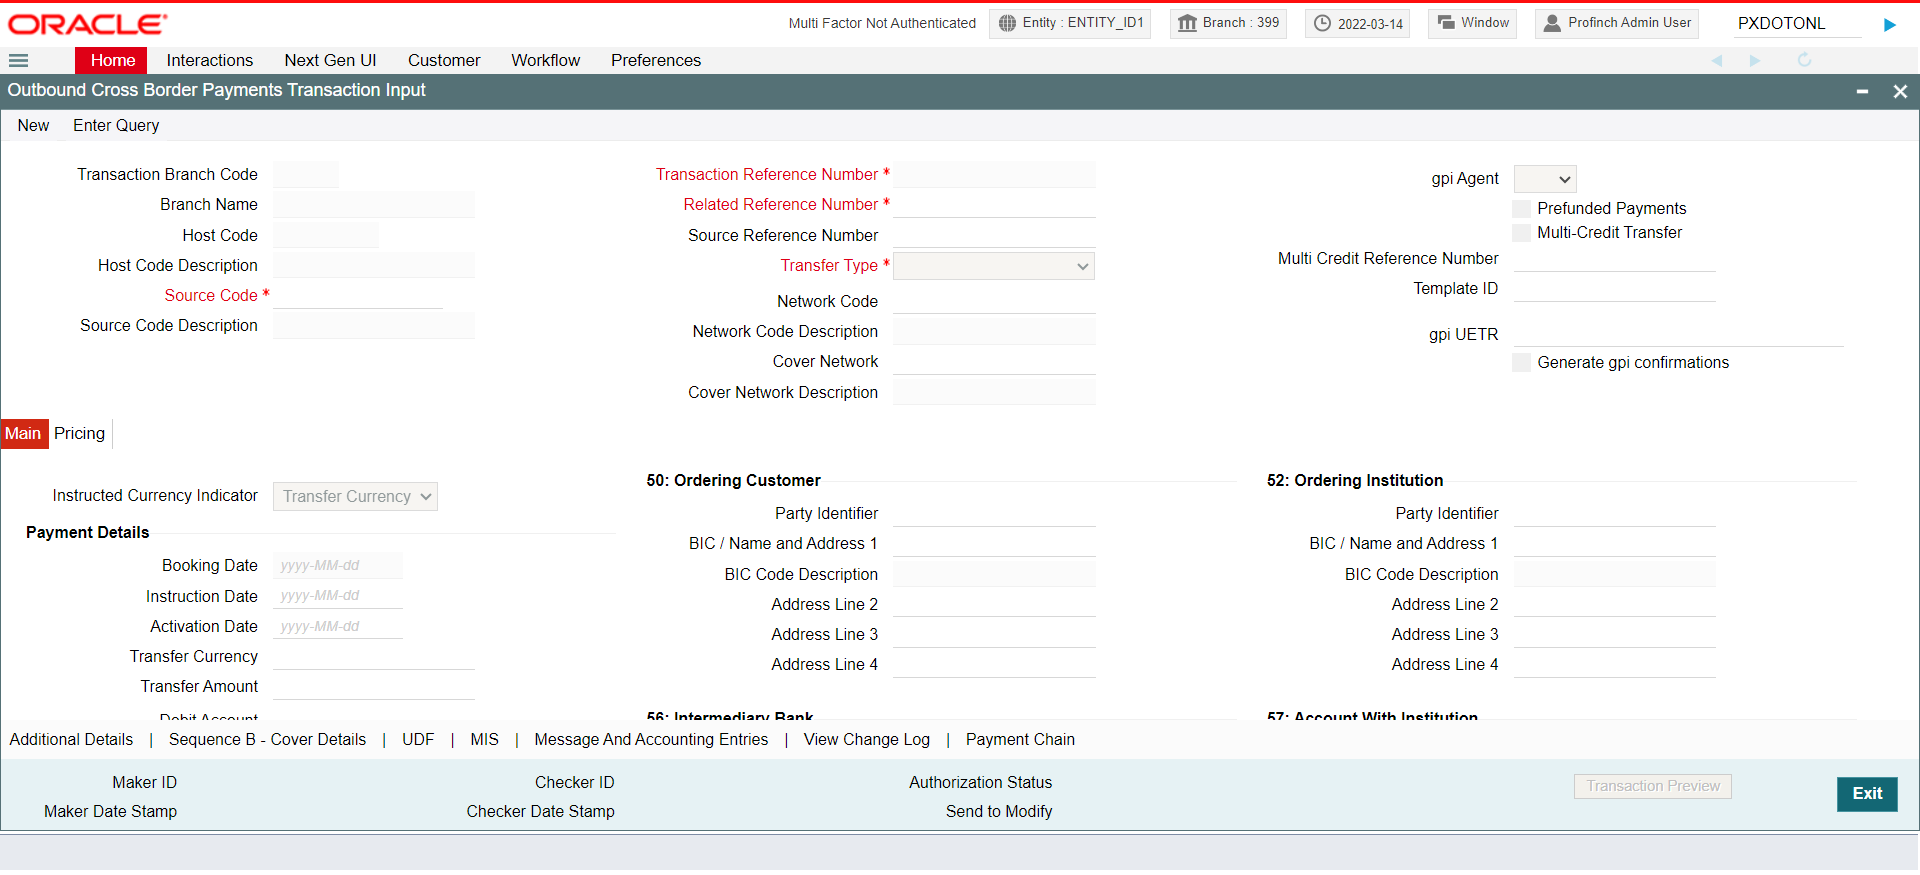 ORACLE
Multi Factor Not Authenticated
Entity : ENTITY_ID1
Branch : 399
2022-03-14
Window
Profinch Admin User
PXDOTONL
Home
Interactions
Next Gen UI
Customer
Workflow
Preferences
Outbound Cross Border Payments Transaction Input
New
Enter Query
Transaction Branch Code
Branch Name
Host Code
Host Code Description
Source Code *
Source Code Description
Transaction Reference Number *
Related Reference Number *
Source Reference Number
Transfer Type *
Network Code
Network Code Description
Cover Network
Cover Network Description
gpi Agent
Prefunded Payments
Multi-Credit Transfer
Multi Credit Reference Number
Template ID
gpi UETR
Generate gpi confirmations
Main
Pricing
Instructed Currency Indicator
Transfer Currency
Payment Details
Booking Date yyyy-MM-dd
Instruction Date yyyy-MM-dd
Activation Date yyyy-MM-dd
Transfer Currency
Transfer Amount
Debit Account
50: Ordering Customer
Party Identifier
BIC / Name and Address 1
BIC Code Description
Address Line 2
Address Line 3
Address Line 4
56: Intermediary Bank
52: Ordering Institution
Party Identifier
BIC / Name and Address 1
BIC Code Description
Address Line 2
Address Line 3
Address Line 4
57: Account With Institution
Additional Details | Sequence B - Cover Details | UDF | MIS | Message And Accounting Entries | View Change Log | Payment Chain
Maker ID
Maker Date Stamp
Checker ID
Checker Date Stamp
Authorization Status
Send to Modify
Transaction Preview
Exit